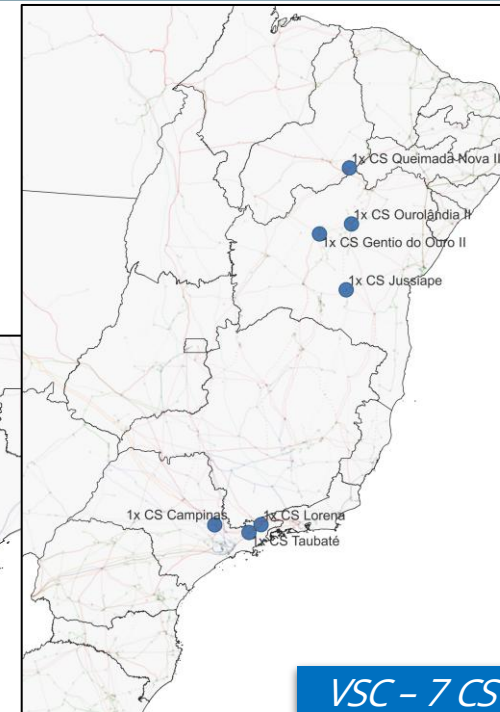 1x CS Queimada Nova II
1x CS Ourolândia II
1x CS Gentio do Ouro II
1x CS Jussiape
1x CS Campinas
1x CS Lorena
1x CS Taubaté
VSC – 7 CS